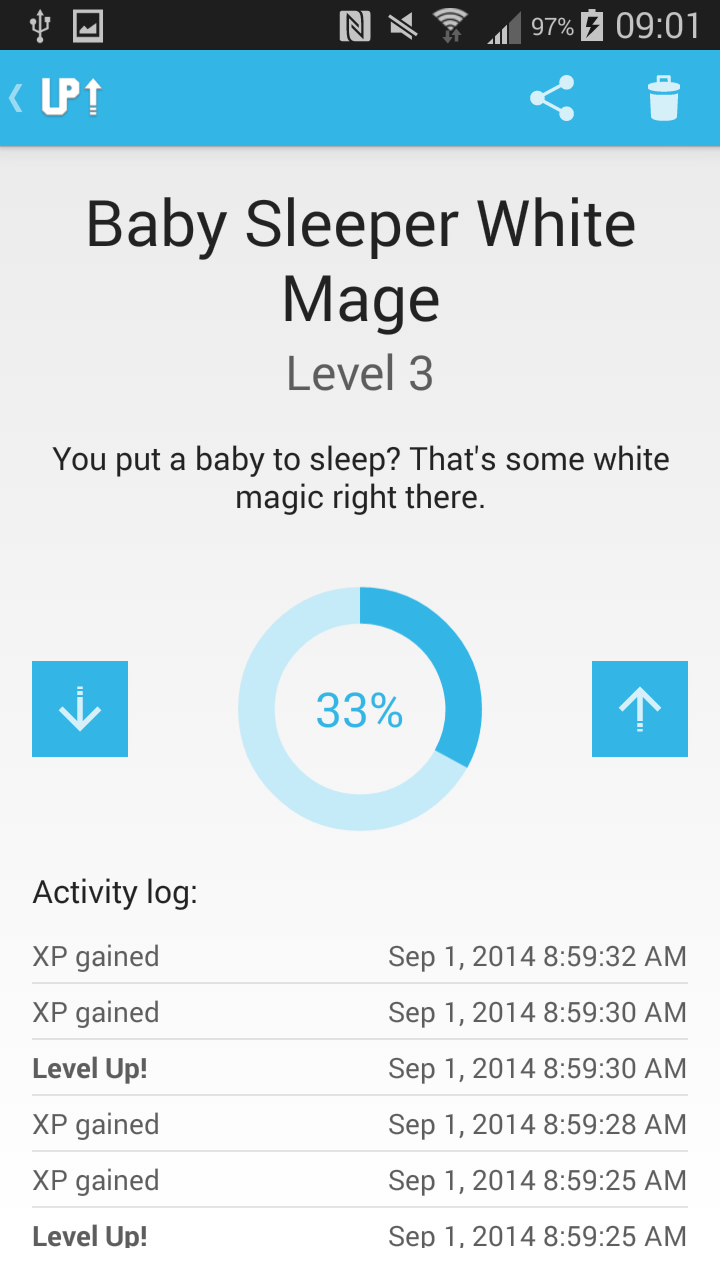 97% 09:01
UP
Baby Sleeper White
Mage
Level 3
You put a baby to sleep? That's some white
magic right there.
33%
Activity log:
XP gained Sep 1, 2014 8:59:32 AM
XP gained Sep 1, 2014 8:59:30 AM
Level Up! Sep 1, 2014 8:59:30 AM
XP gained Sep 1, 2014 8:59:28 AM
XP gained Sep 1, 2014 8:59:25 AM
Level Up! Sep 1, 2014 8:59:25 AM